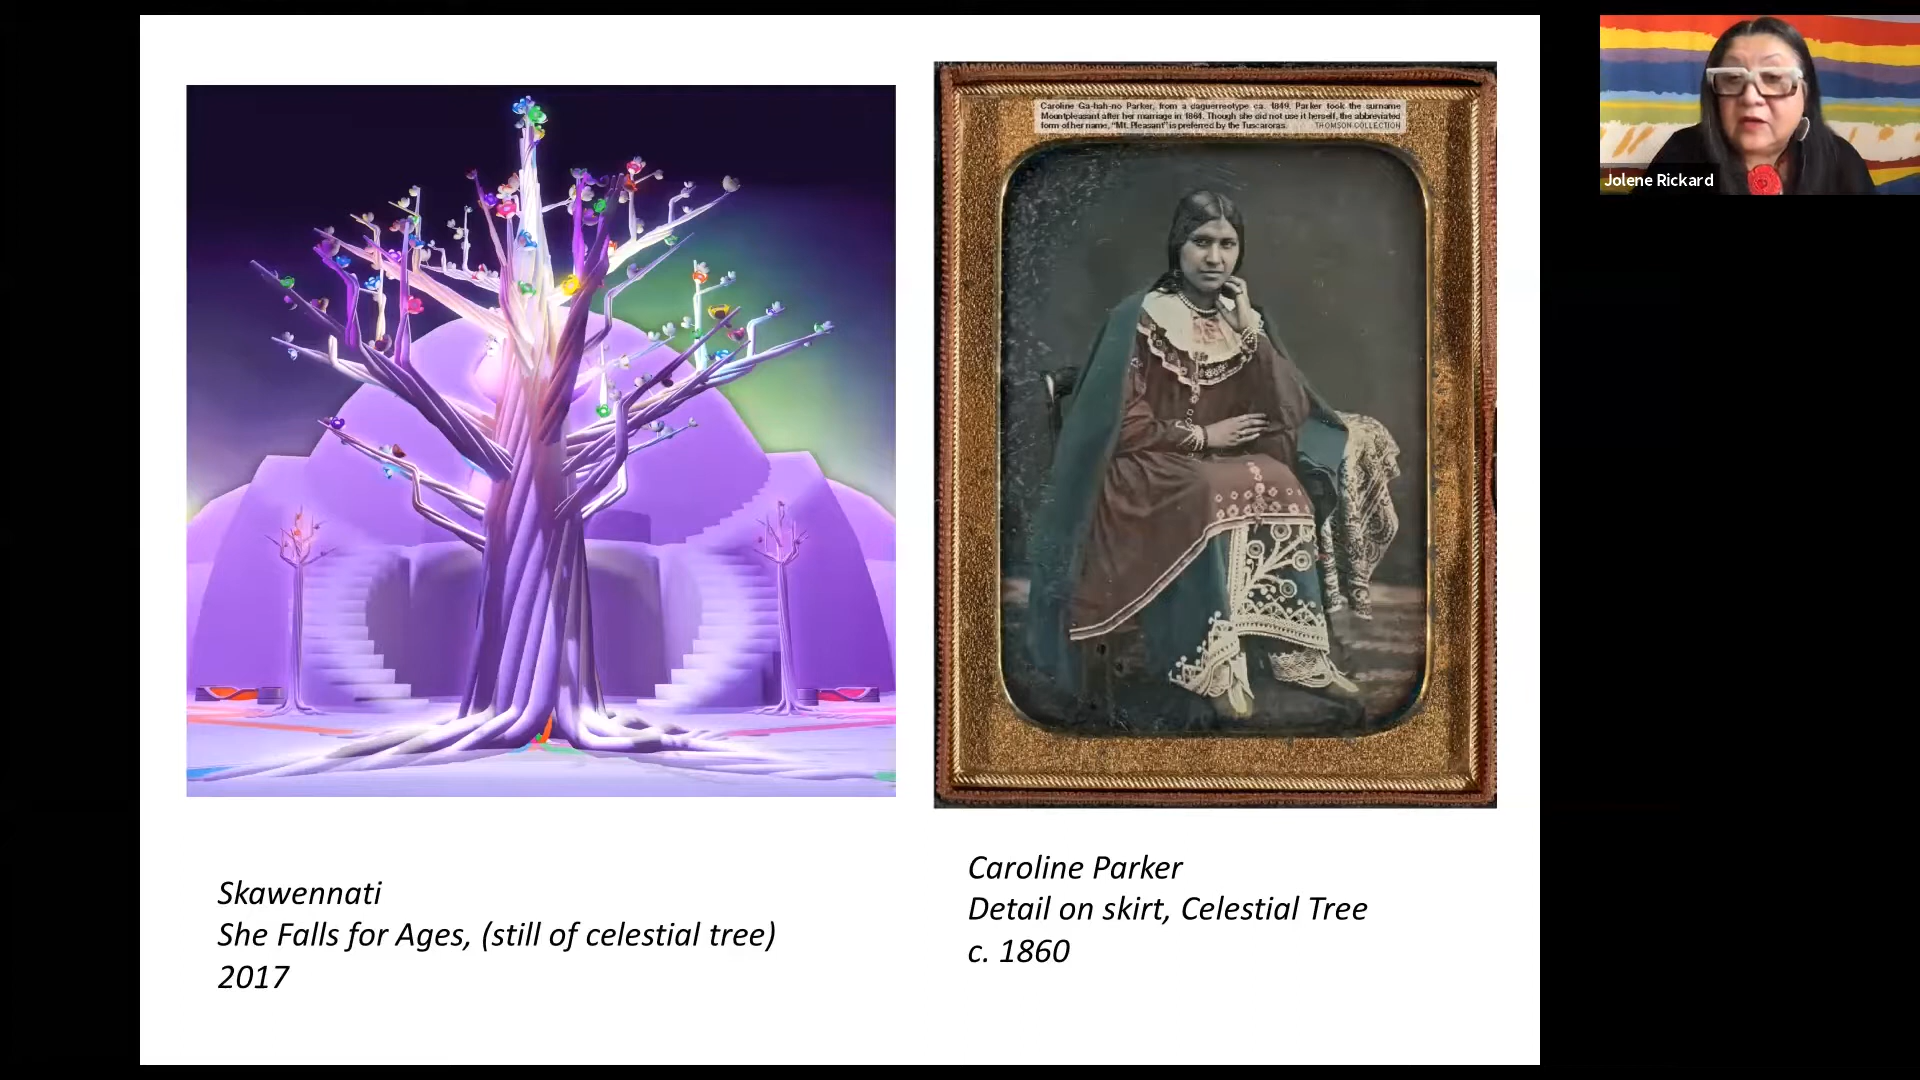 Caroline Ga-hah-no Parker, from a daguerreotype ca. 1849. Parker took the surname
Mountpleasant after her marriage in 1864. Though she did not use it herself, the abbreviated
form of her name, "Mt. Pleasant" is preferred by the Tuscaroras. THOMSON COLLECTION
Jolene Rickard
Skawennati
She Falls for Ages, (still of celestial tree)
2017
Caroline Parker
Detail on skirt, Celestial Tree
c. 1860